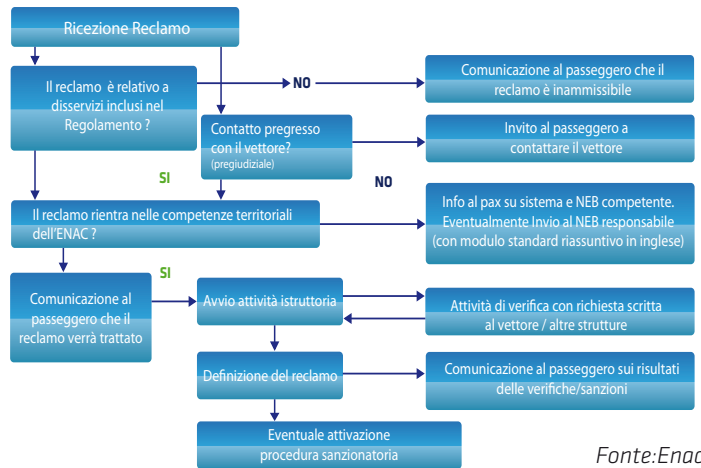 Ricezione Reclamo
Il reclamo è relativo a
disservizi inclusi nel
Regolamento ?
NO
Comunicazione al passeggero che il
reclamo è inammissibile
Contatto pregresso
con il vettore?
(pregiudiziale)
Invito al passeggero a
contattare il vettore
SI
NO
Il reclamo rientra nelle competenze territoriali
dell'ENAC ?
Info al pax su sistema e NEB competente.
Eventualmente Invio al NEB responsabile
(con modulo standard riassuntivo in inglese)
SI
Comunicazione al
passeggero che il
reclamo verrà trattato
Avvio attività istruttoria
Attività di verifica con richiesta scritta
al vettore / altre strutture
Definizione del reclamo
Comunicazione al passeggero sui risultati
delle verifiche/sanzioni
Eventuale attivazione
procedura sanzionatoria
Fonte:Enac